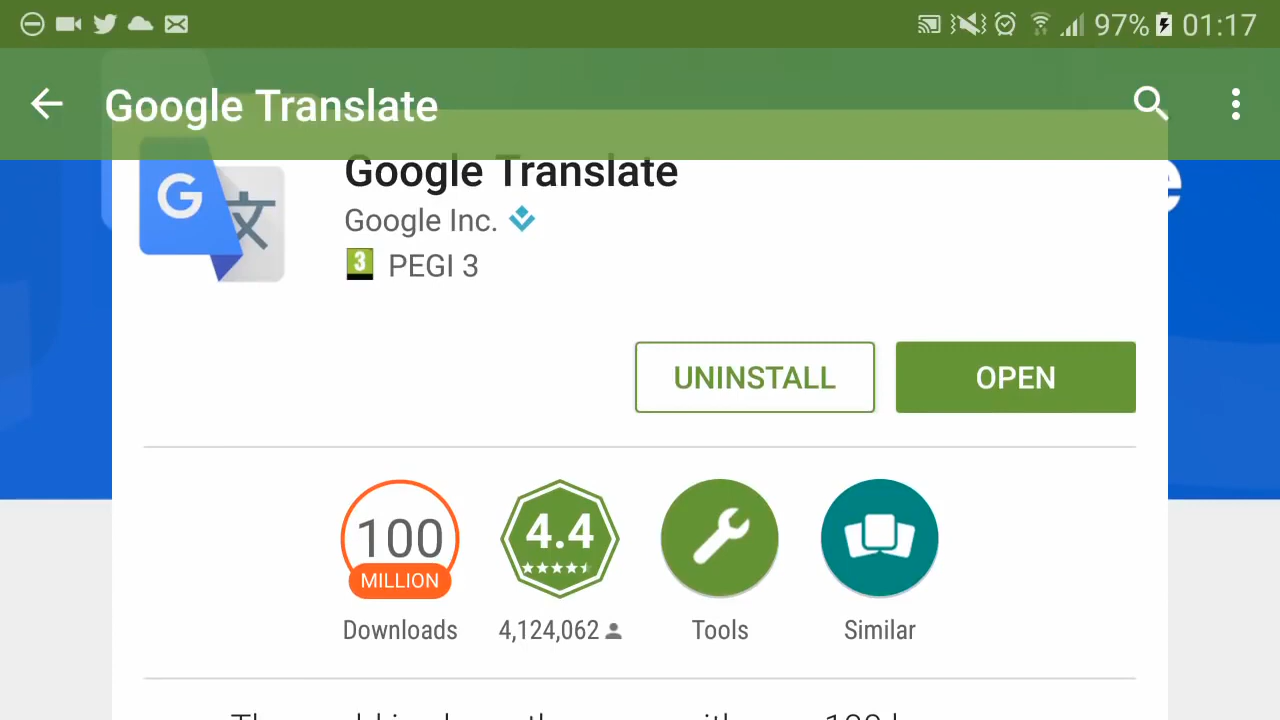 97% 01:17
Google Translate
Google Translate
Google Inc.
3 PEGI 3
G 文
UNINSTALL
OPEN
100 MILLION
4.4
Downloads
4,124,062
Tools
Similar